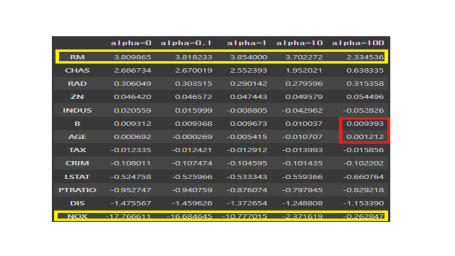 alpha=0 alpha=0.1 alpha=1 alpha=10 alpha=100
RM 3.809865 3.818233 3.854000 3.702272 2.334536
CHAS 2.686734 2.670019 2.552393 1.952021 0.638335
RAD 0.306049 0.303515 0.290142 0.279596 0.315358
ZN 0.046420 0.046572 0.047443 0.049579 0.054496
INDUS 0.020559 0.015999 -0.008805 -0.042962 -0.052826
B 0.009312 0.009368 0.009673 0.010037 0.009393
AGE 0.000692 -0.000269 -0.005415 -0.010707 0.001212
TAX -0.012335 -0.012421 -0.012912 -0.013993 -0.015856
CRIM -0.108011 -0.107474 -0.104595 -0.101435 -0.102202
LSTAT -0.524758 -0.525966 -0.533343 -0.559366 -0.660764
PTRATIO -0.952747 -0.940759 -0.876074 -0.797945 -0.829218
DIS -1.475567 -1.459626 -1.372654 -1.248808 -1.153390
NOX -17.766611 -16.684645 -10.777015 -2.371619 -0.262847